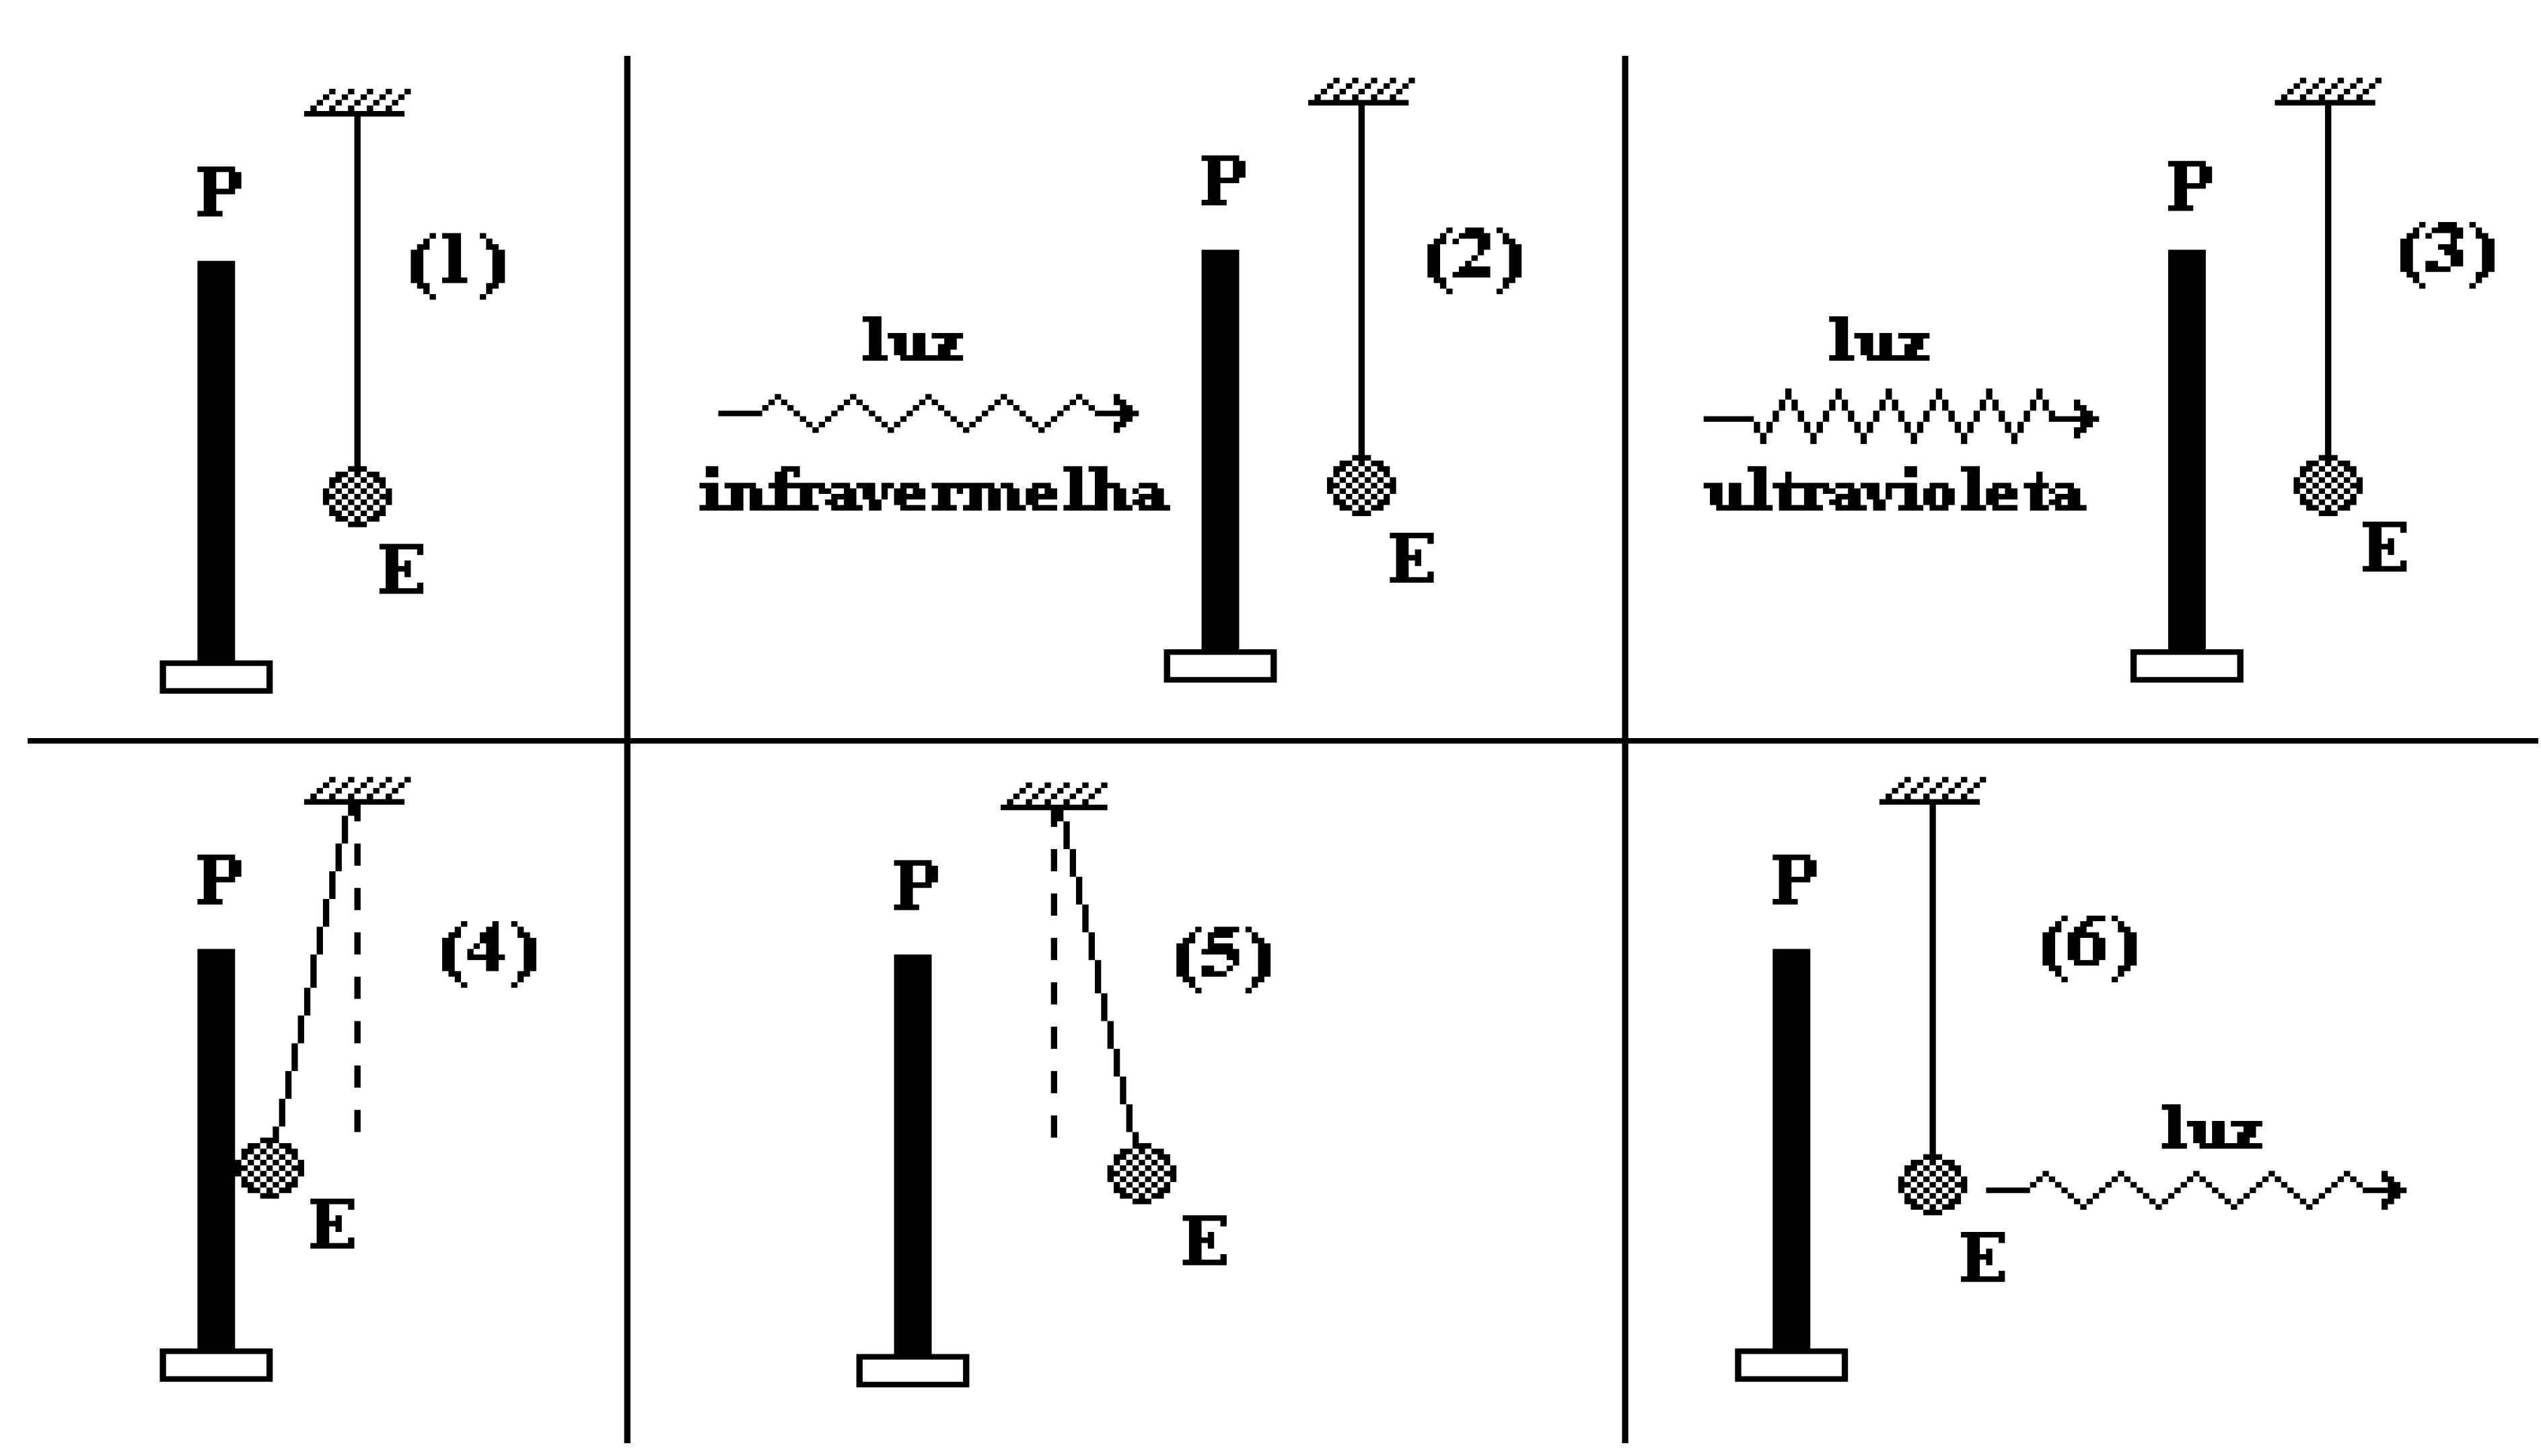 P
(1)
E
P
(2)
luz
infravermelha
E
P
(3)
luz
ultravioleta
E
P
(4)
E
P
(5)
E
P
(6)
luz
E